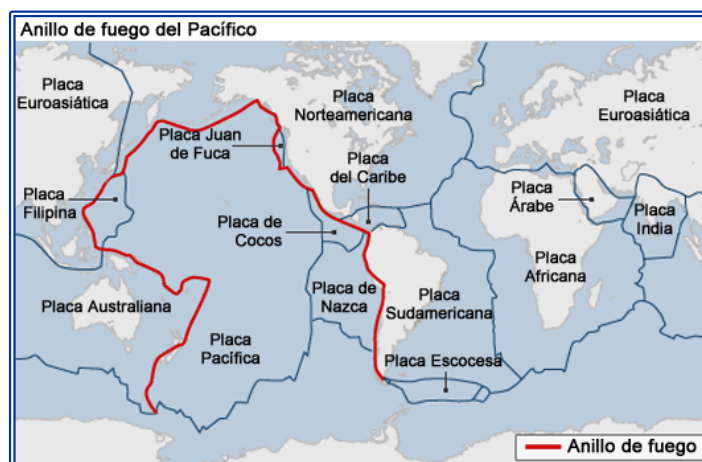 Anillo de fuego del Pacífico
Placa
Euroasiática
Placa
Norteamericana
Placa
Euroasiática
Placa Juan
de Fuca
Placa
del Caribe
Placa
Filipina
Placa de
Cocos
Placa
Árabe
Placa
India
Placa
Africana
Placa Australiana
Placa de
Nazca
Placa
Sudamericana
Placa
Pacífica
Placa Escocesa
Anillo de fuego